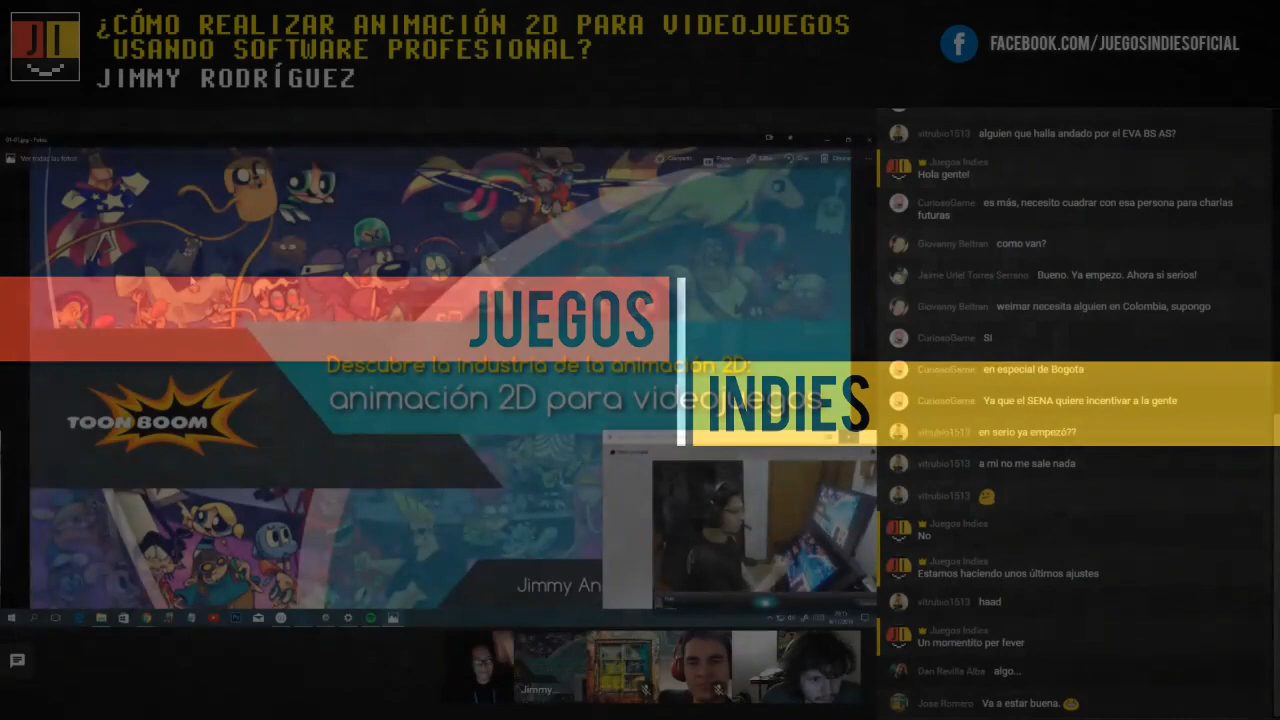 JI
¿CÓMO REALIZAR ANIMACIÓN 2D PARA VIDEOJUEGOS
USANDO SOFTWARE PROFESIONAL?
JIMMY RODRÍGUEZ
f
FACEBOOK.COM/JUEGOSINDIESOFICIAL
Ver todas las fotos
JUEGOS
INDIES
Descubre la industria de la animación 2D:
animación 2D para videojuegos
TOON BOOM
Jimmy An
Jimmy...
vitrubio1513 alguien que halla andado por el EVA BS AS?
Juegos Indies
Hola gente!
CuriosoGame es más, necesito cuadrar con esa persona para charlas
futuras
Giovanny Beltran como van?
Jaime Uriel Torres Serrano Bueno. Ya empezo. Ahora si serios!
Giovanny Beltran weimar necesita alguien en Colombia, supongo
CuriosoGame SI
CuriosoGame en especial de Bogota
CuriosoGame Ya que el SENA quiere incentivar a la gente
vitrubio1513 en serio ya empezó??
vitrubio1513 a mi no me sale nada
vitrubio1513
Juegos Indies
No
Juegos Indies
Estamos haciendo unos últimos ajustes
vitrubio1513 haad
Juegos Indies
Un momentito per fever
Dan Revilla Alba algo...
Jose Romero Va a estar buena.